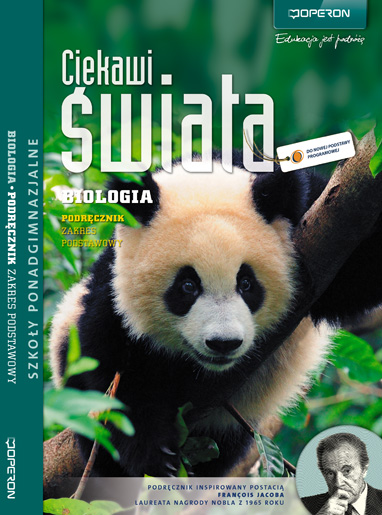 OPERON
Edukacja jest podróżą
Ciekawi
świata
DO NOWEJ PODSTAWY
PROGRAMOWEJ
BIOLOGIA
PODRĘCZNIK
ZAKRES
PODSTAWOWY
PODRĘCZNIK INSPIROWANY POSTACIĄ
FRANÇOIS JACOBA
LAUREATA NAGRODY NOBLA Z 1965 ROKU
BIOLOGIA • PODRĘCZNIK ZAKRES PODSTAWOWY
SZKOŁY PONADGIMNAZJALNE
OPERON